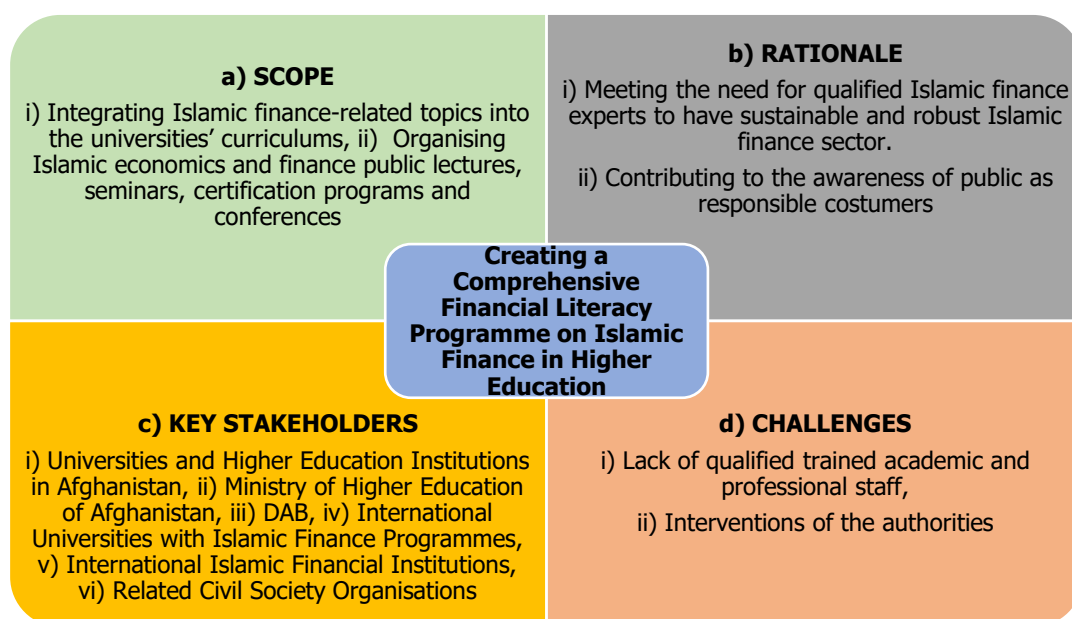 a) SCOPE
i) Integrating Islamic finance-related topics into
the universities’ curriculums, ii) Organising
Islamic economics and finance public lectures,
seminars, certification programs and
conferences
b) RATIONALE
i) Meeting the need for qualified Islamic finance
experts to have sustainable and robust Islamic
finance sector.
ii) Contributing to the awareness of public as
responsible costumers
Creating a
Comprehensive
Financial Literacy
Programme on Islamic
Finance in Higher
Education
c) KEY STAKEHOLDERS
i) Universities and Higher Education Institutions
in Afghanistan, ii) Ministry of Higher Education
of Afghanistan, iii) DAB, iv) International
Universities with Islamic Finance Programmes,
v) International Islamic Financial Institutions,
vi) Related Civil Society Organisations
d) CHALLENGES
i) Lack of qualified trained academic and
professional staff,
ii) Interventions of the authorities